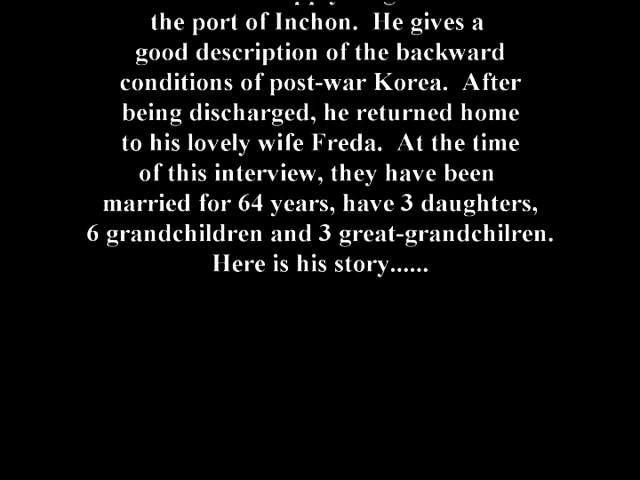 the port of Inchon.  He gives a
good description of the backward
conditions of post-war Korea.  After
being discharged, he returned home
to his lovely wife Freda.  At the time
of this interview, they have been
married for 64 years, have 3 daughters,
6 grandchildren and 3 great-grandchilren.
Here is his story......